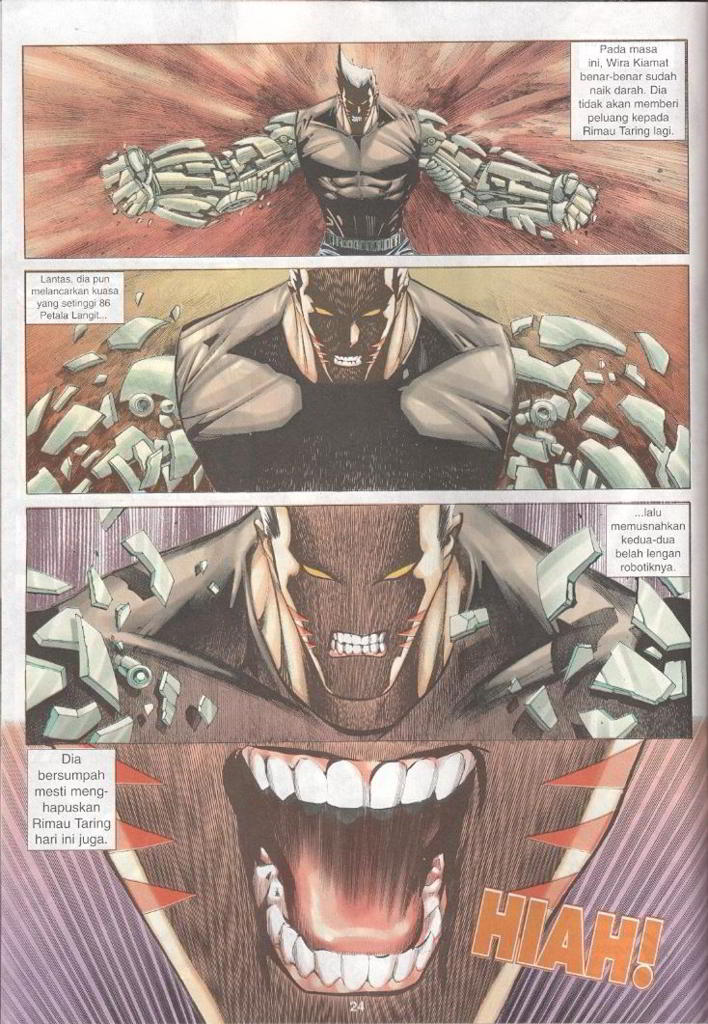 Pada masa
ini, Wira Kiamat
benar-benar sudah
naik darah. Dia
tidak akan memberi
peluang kepada
Rimau Taring lagi.
Lantas, dia pun
melancarkan kuasa
yang setinggi 86
Petala Langit...
...lalu
memusnahkan
kedua-dua
belah lengan
robotiknya.
Dia
bersumpah
mesti meng-
hapuskan
Rimau Taring
hari ini juga.
HIAH!
24